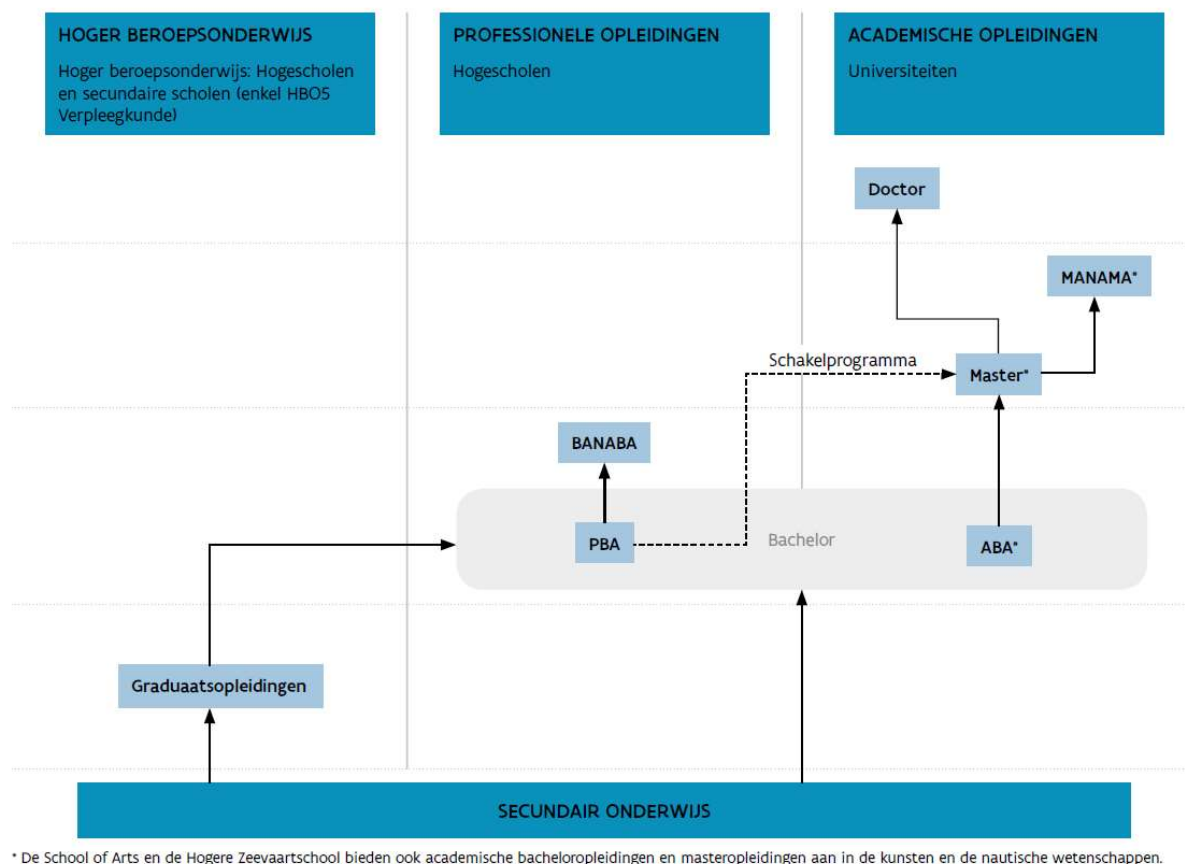 HOGER BEROEPSONDERWIJS
Hoger beroepsonderwijs: Hogescholen
en secundaire scholen (enkel HBO5
Verpleegkunde)
PROFESSIONELE OPLEIDINGEN
Hogescholen
ACADEMISCHE OPLEIDINGEN
Universiteiten
Doctor
MANAMA*
Schakelprogramma
Master*
BANABA
PBA
Bachelor
ABA*
Graduaatsopleidingen
SECUNDAIR ONDERWIJS
* De School of Arts en de Hogere Zeevaartschool bieden ook academische bacheloropleidingen en masteropleidingen aan in de kunsten en de nautische wetenschappen.